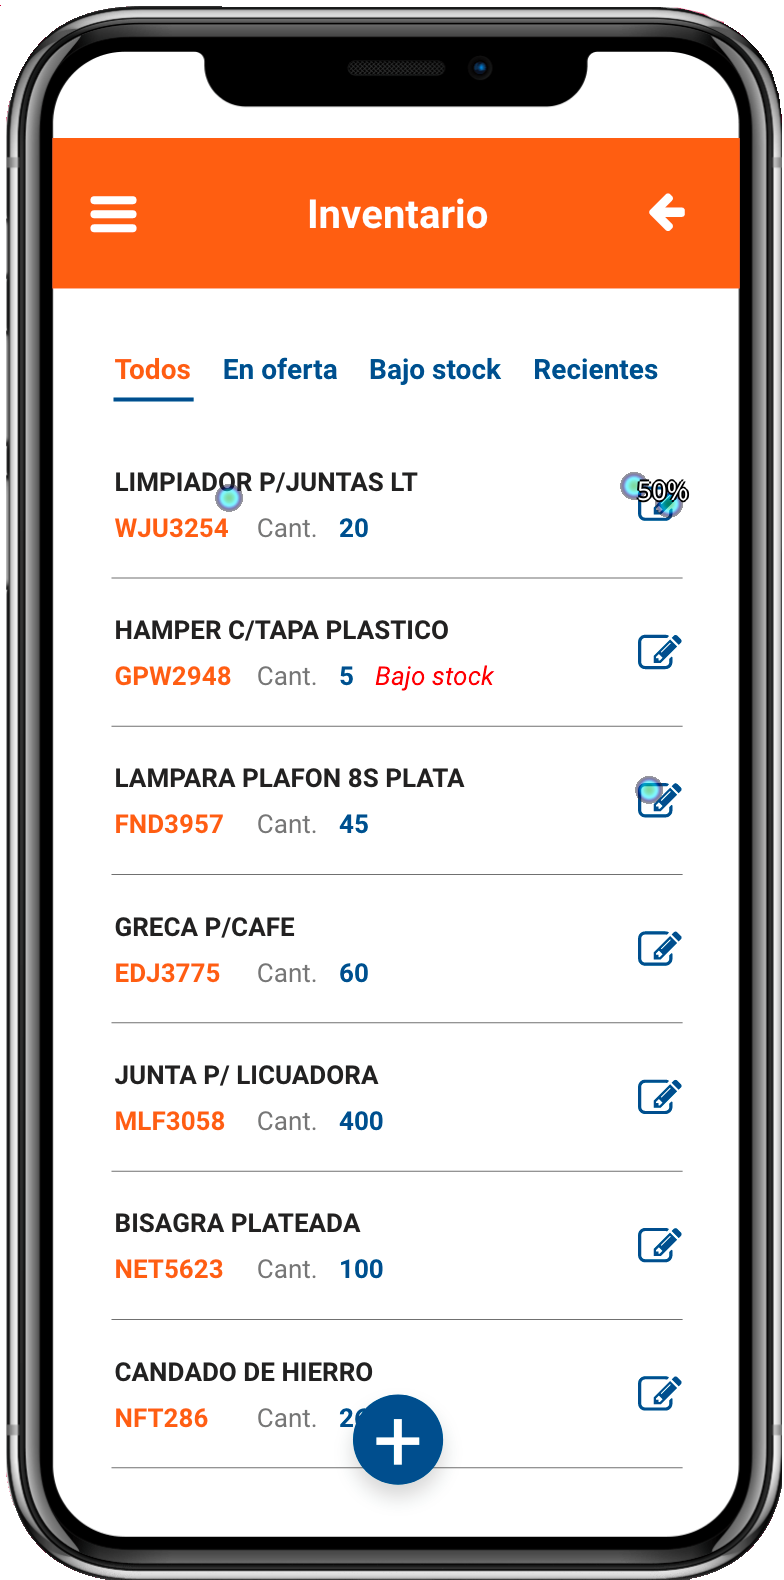 Inventario
Todos En oferta Bajo stock Recientes
LIMPIADOR P/JUNTAS LT
50%
WJU3254 Cant. 20
HAMPER C/TAPA PLASTICO
GPW2948 Cant. 5 Bajo stock
LAMPARA PLAFON 8S PLATA
FND3957 Cant. 45
GRECA P/CAFE
EDJ3775 Cant. 60
JUNTA P/ LICUADORA
MLF3058 Cant. 400
BISAGRA PLATEADA
NET5623 Cant. 100
CANDADO DE HIERRO
NFT286 Cant.